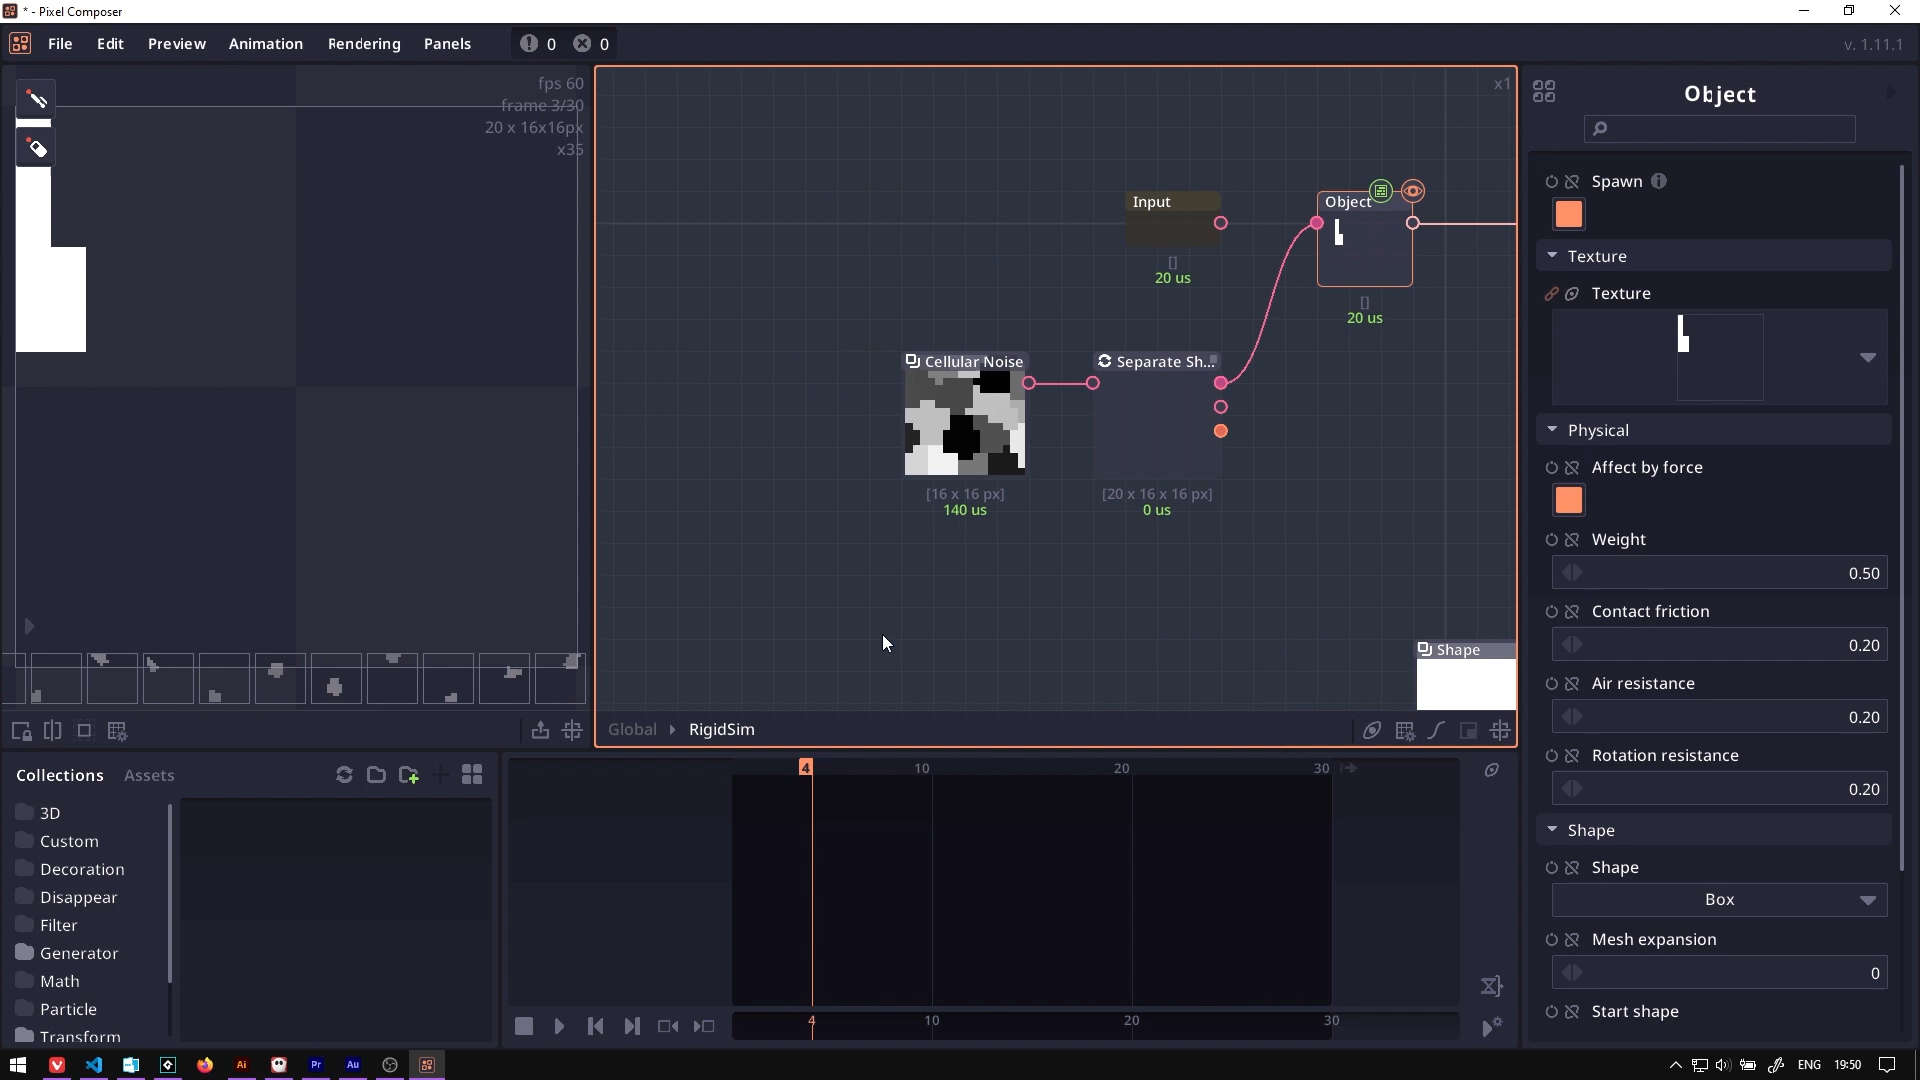 * - Pixel Composer
File Edit Preview Animation Rendering Panels 0 0 v. 1.11.1
fps 60
frame 3/30
20 x 16x16px
x35
x1
Input
[]
20 us
Object
[]
20 us
Cellular Noise
[16 x 16 px]
140 us
Separate Sh...
[20 x 16 x 16 px]
0 us
Shape
Global RigidSim
Object
Spawn
Texture
Texture
Physical
Affect by force
Weight
0.50
Contact friction
0.20
Air resistance
0.20
Rotation resistance
0.20
Shape
Shape
Box
Mesh expansion
0
Start shape
Collections Assets
3D
Custom
Decoration
Disappear
Filter
Generator
Math
Particle
Transform
4 10 20 30
4 10 20 30
Ai Pr Au ENG 19:50